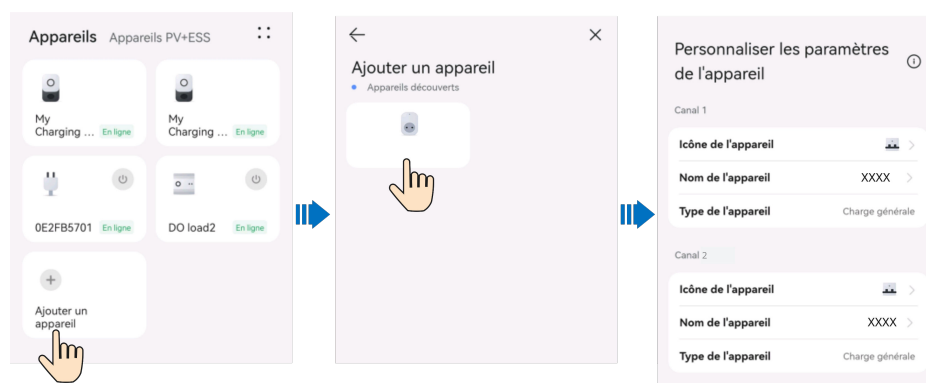 Appareils Appareils PV+ESS
My
Charging ... En ligne
My
Charging ... En ligne
0E2FB5701 En ligne
DO load2 En ligne
Ajouter un
appareil
Ajouter un appareil
Appareils découverts
Personnaliser les paramètres
de l'appareil
Canal 1
Icône de l'appareil
Nom de l'appareil XXXX
Type de l'appareil Charge générale
Canal 2
Icône de l'appareil
Nom de l'appareil XXXX
Type de l'appareil Charge générale